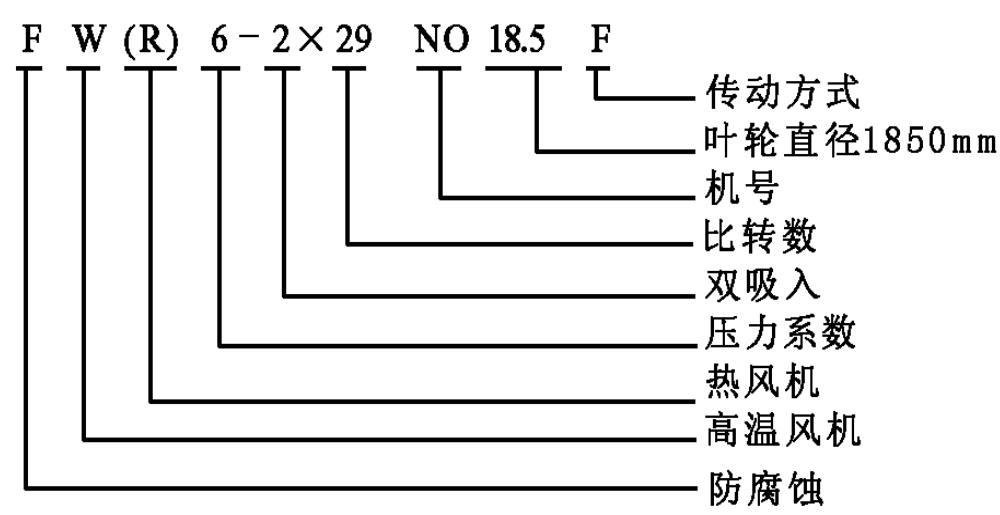 F W (R) 6-2×29 NO 18.5 F
传动方式
叶轮直径1850mm
机号
比转数
双吸入
压力系数
热风机
高温风机
防腐蚀